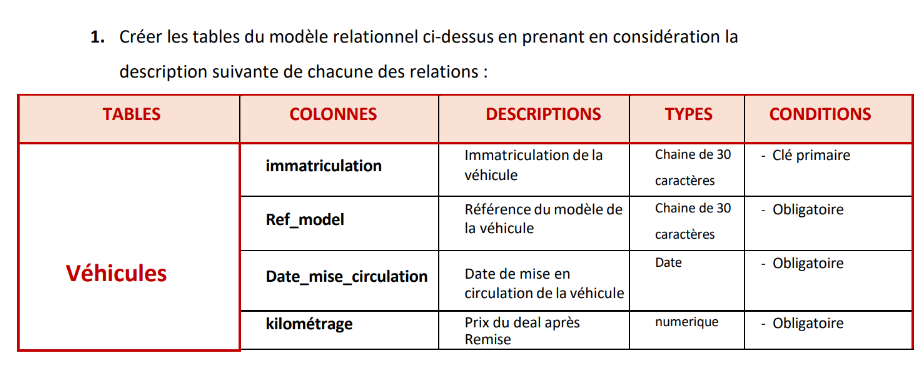 1. Créer les tables du modèle relationnel ci-dessus en prenant en considération la
description suivante de chacune des relations :
TABLES COLONNES DESCRIPTIONS TYPES CONDITIONS
Véhicules
immatriculation
Immatriculation de la
véhicule
Chaine de 30
caractères
- Clé primaire
Ref_model
Référence du modèle de
la véhicule
Chaine de 30
caractères
- Obligatoire
Date_mise_circulation
Date de mise en
circulation de la véhicule
Date
- Obligatoire
kilométrage
Prix du deal après
Remise
numerique
- Obligatoire